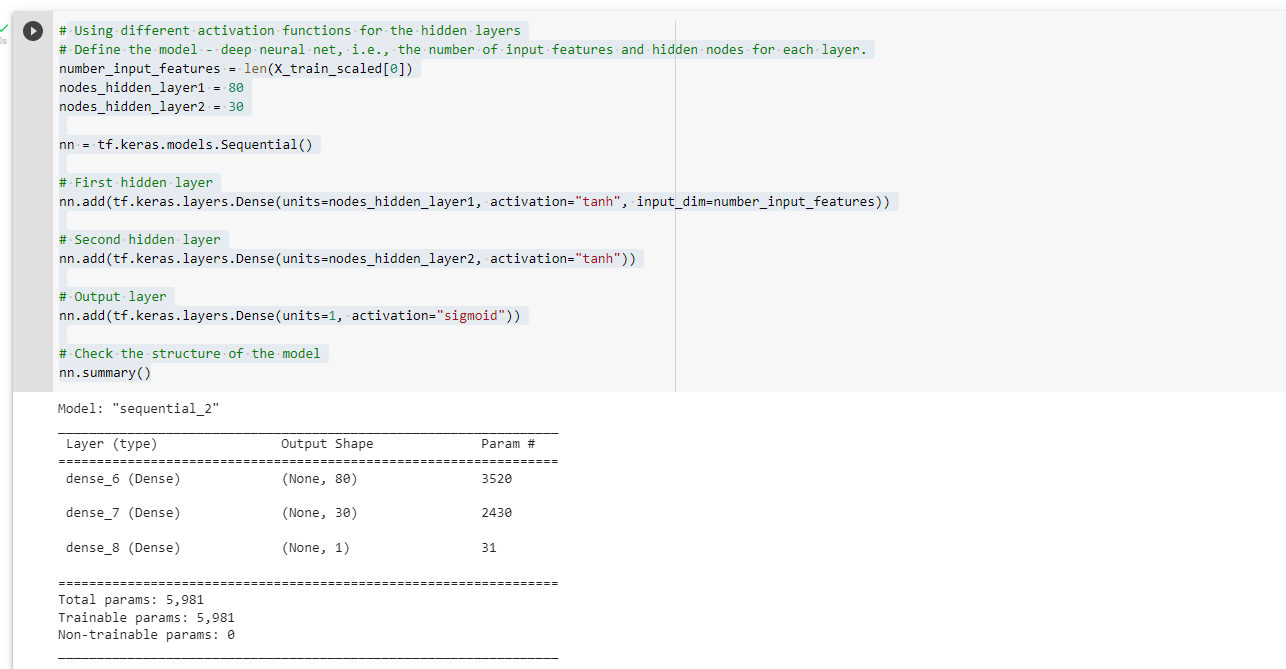 # Using different activation functions for the hidden layers
# Define the model - deep neural net, i.e., the number of input features and hidden nodes for each layer.
number_input_features = len(X_train_scaled[0])
nodes_hidden_layer1 = 80
nodes_hidden_layer2 = 30
nn = tf.keras.models.Sequential()
# First hidden layer
nn.add(tf.keras.layers.Dense(units=nodes_hidden_layer1, activation="tanh", input_dim=number_input_features))
# Second hidden layer
nn.add(tf.keras.layers.Dense(units=nodes_hidden_layer2, activation="tanh"))
# Output layer
nn.add(tf.keras.layers.Dense(units=1, activation="sigmoid"))
# Check the structure of the model
nn.summary()
Model: "sequential_2"
Layer (type) Output Shape Param #
dense_6 (Dense) (None, 80) 3520
dense_7 (Dense) (None, 30) 2430
dense_8 (Dense) (None, 1) 31
Total params: 5,981
Trainable params: 5,981
Non-trainable params: 0